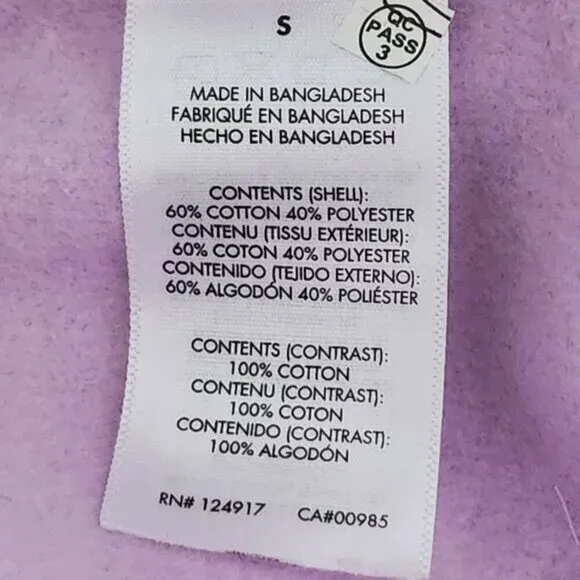 S
QC
PASS
3
MADE IN BANGLADESH
FABRIQUÉ EN BANGLADESH
HECHO EN BANGLADESH
CONTENTS (SHELL):
60% COTTON 40% POLYESTER
CONTENU (TISSU EXTÉRIEUR):
60% COTON 40% POLYESTER
CONTENIDO (TEJIDO EXTERNO):
60% ALGODÓN 40% POLIÉSTER
CONTENTS (CONTRAST):
100% COTTON
CONTENU (CONTRAST):
100% COTON
CONTENIDO (CONTRAST):
100% ALGODÓN
RN# 124917 CA#00985